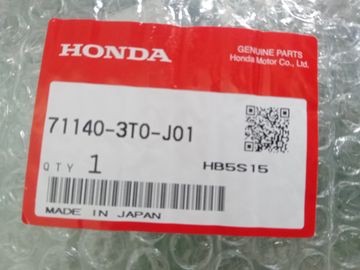 HONDA
GENUINE PARTS
Honda Motor Co., Ltd.
71140-3T0-J01
QTY 1
HB5S15
MADE IN JAPAN